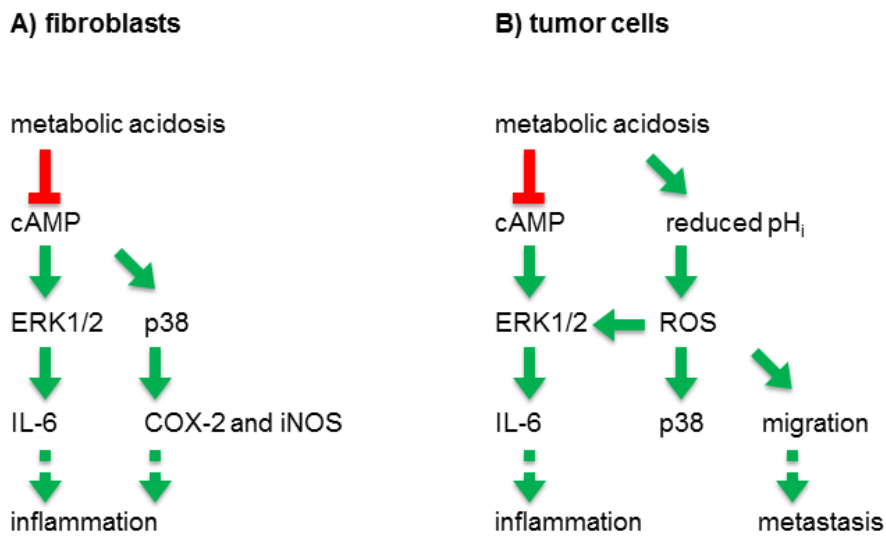 A) fibroblasts
metabolic acidosis
cAMP
ERK1/2 p38
IL-6 COX-2 and iNOS
inflammation
B) tumor cells
metabolic acidosis
cAMP reduced pHi
ERK1/2 ROS
IL-6 p38 migration
inflammation metastasis